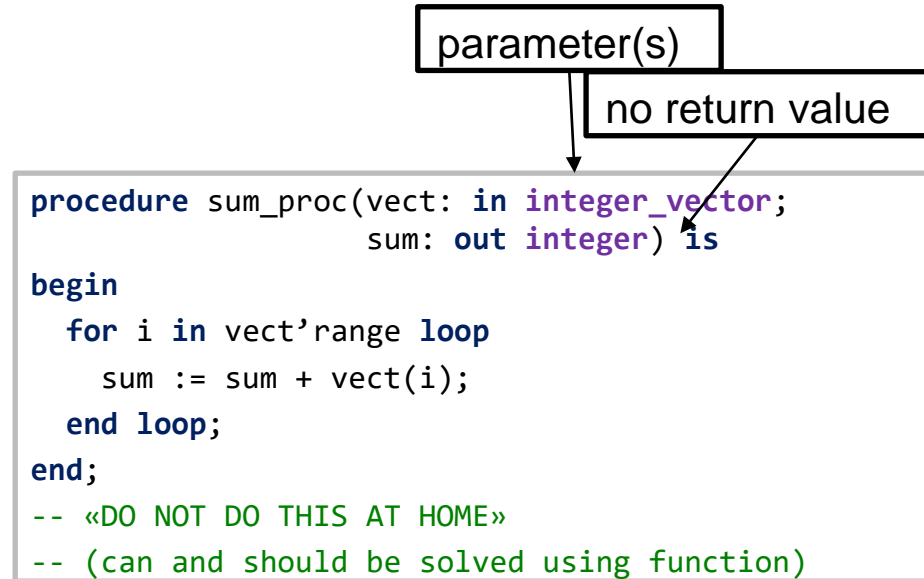 parameter(s)
no return value
procedure sum_proc(vect: in integer_vector;
                   sum: out integer) is
begin
  for i in vect’range loop
    sum := sum + vect(i);
  end loop;
end;
-- «DO NOT DO THIS AT HOME»
-- (can and should be solved using function)